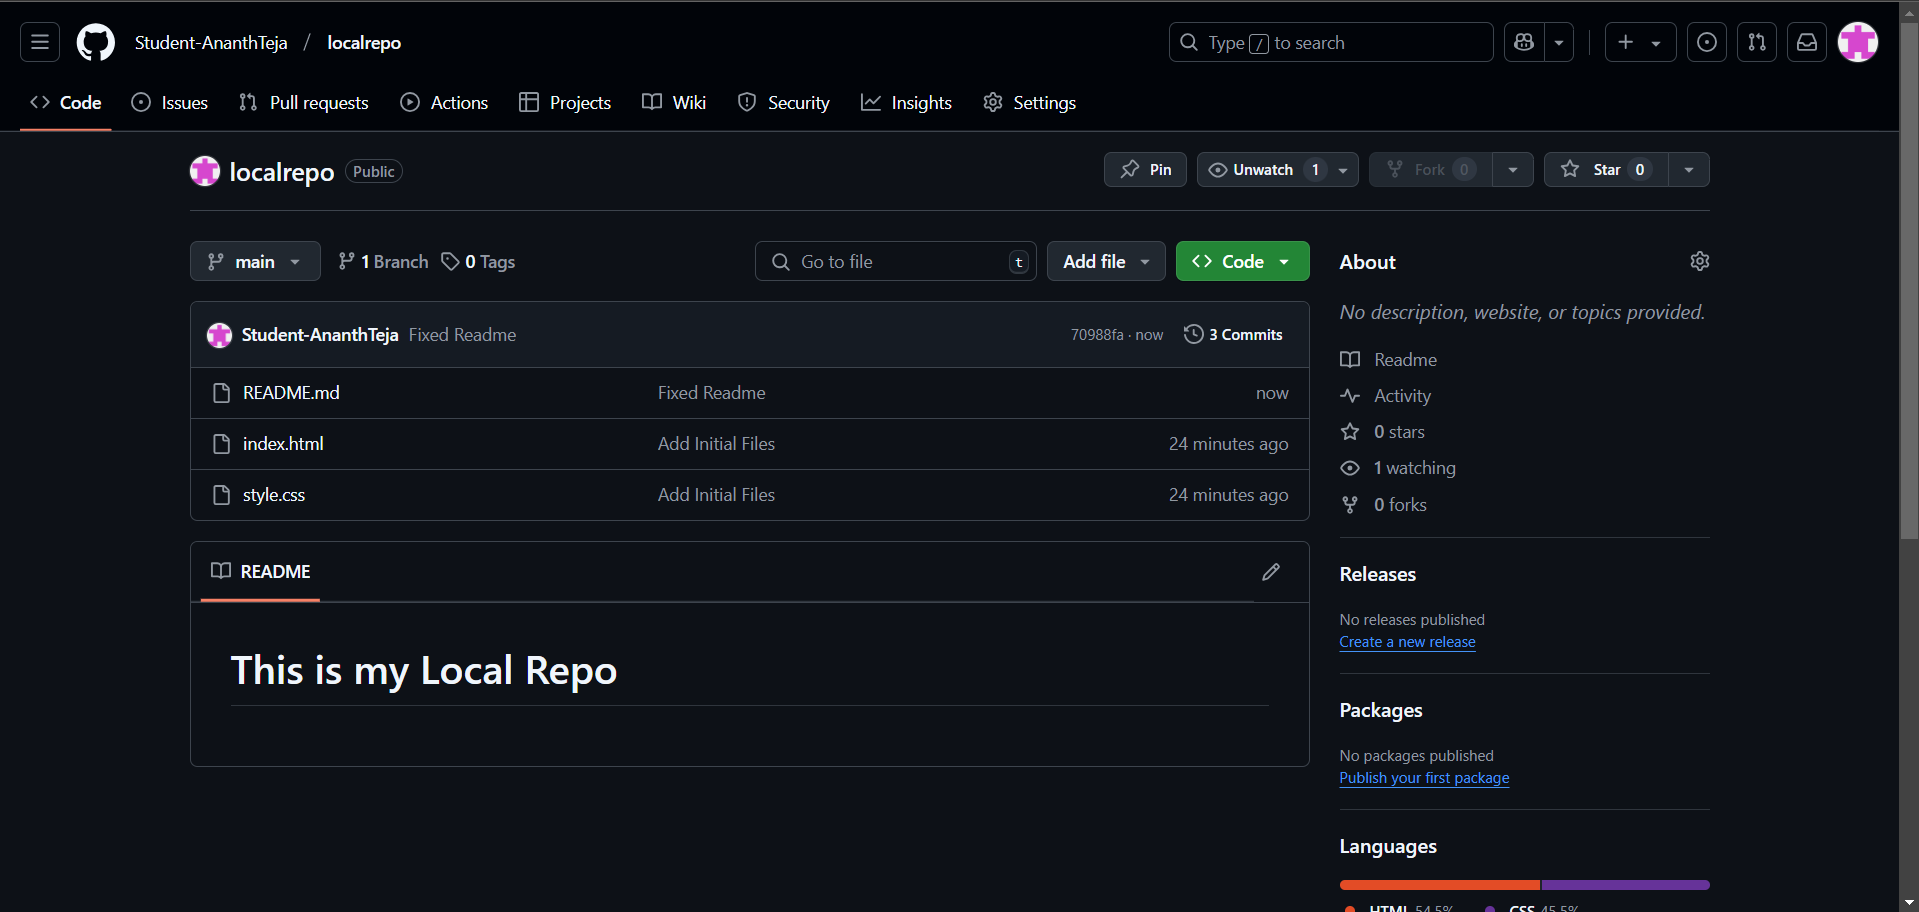 Student-AnanthTeja / localrepo
Type / to search
Code Issues Pull requests Actions Projects Wiki Security Insights Settings
localrepo Public
Pin Unwatch 1 Fork 0 Star 0
main 1 Branch 0 Tags
Go to file t Add file Code
Student-AnanthTeja Fixed Readme 70988fa · now 3 Commits
README.md Fixed Readme now
index.html Add Initial Files 24 minutes ago
style.css Add Initial Files 24 minutes ago
README
This is my Local Repo
About
No description, website, or topics provided.
Readme
Activity
0 stars
1 watching
0 forks
Releases
No releases published
Create a new release
Packages
No packages published
Publish your first package
Languages
HTML 54.5% CSS 45.5%